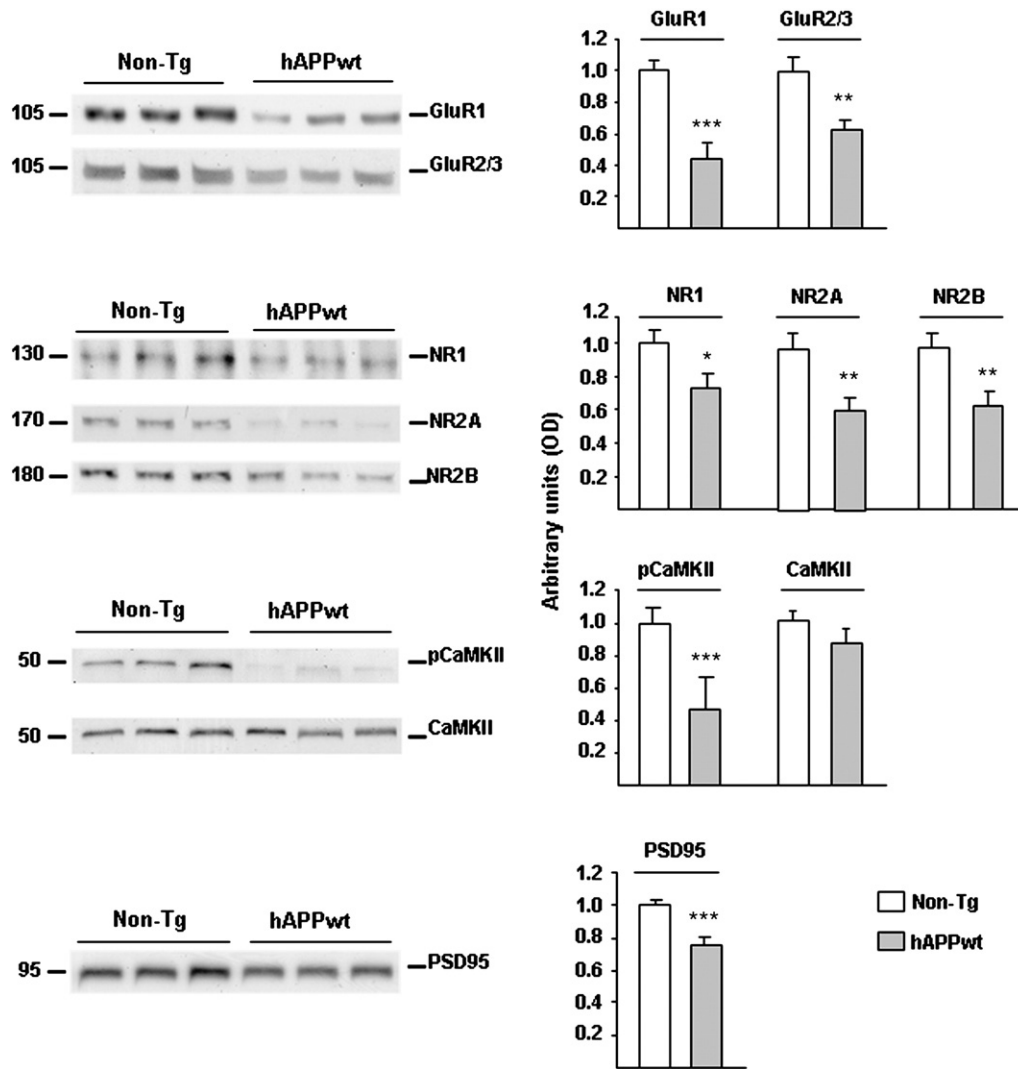 Non-Tg hAPPwt
105 GluR1
105 GluR2/3
Non-Tg hAPPwt
130 NR1
170 NR2A
180 NR2B
Non-Tg hAPPwt
50 pCaMKII
50 CaMKII
Non-Tg hAPPwt
95 PSD95
Arbitrary units (OD)
GluR1 GluR2/3
1.2
1.0
0.8
0.6
0.4
0.2
***
**
NR1 NR2A NR2B
1.2
1.0
0.8
0.6
0.4
0.2
*
**
**
pCaMKII CaMKII
1.2
1.0
0.8
0.6
0.4
0.2
***
PSD95
1.2
1.0
0.8
0.6
0.4
0.2
***
Non-Tg
hAPPwt